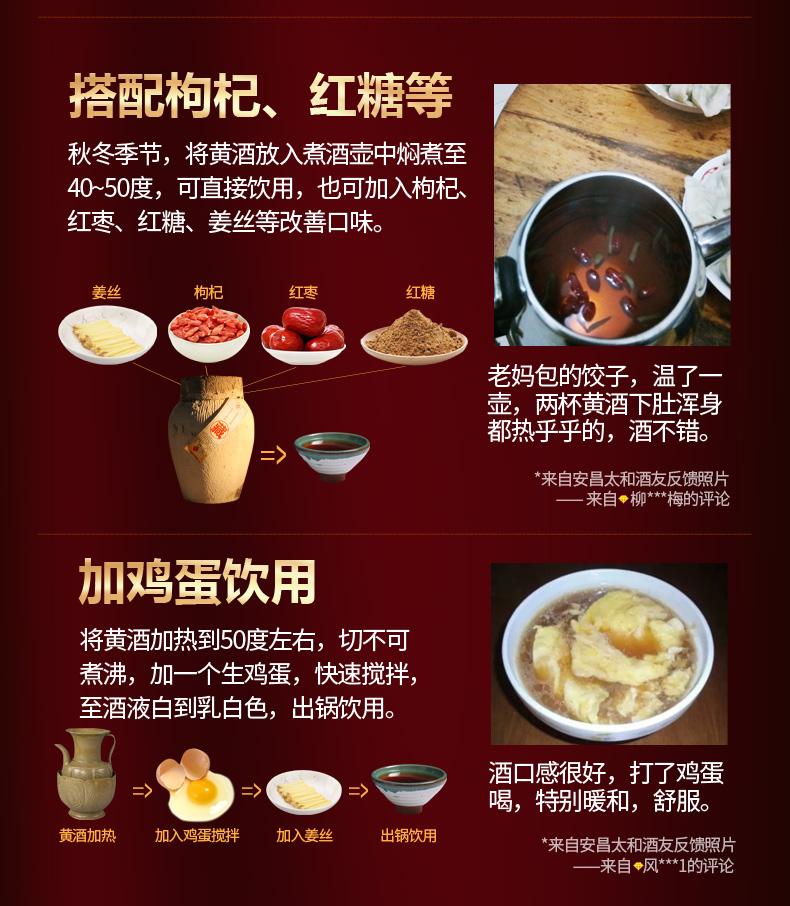 搭配枸杞、红糖等
秋冬季节，将黄酒放入煮酒壶中焖煮至
40~50度，可直接饮用，也可加入枸杞、
红枣、红糖、姜丝等改善口味。
姜丝
枸杞
红枣
红糖
=>
老妈包的饺子，温了一
壶，两杯黄酒下肚浑身
都热乎乎的，酒不错。
*来自安昌太和酒友反馈照片
—— 来自柳***梅的评论
加鸡蛋饮用
将黄酒加热到50度左右，切不可
煮沸，加一个生鸡蛋，快速搅拌，
至酒液白到乳白色，出锅饮用。
=> => =>
黄酒加热
加入鸡蛋搅拌
加入姜丝
出锅饮用
酒口感很好，打了鸡蛋
喝，特别暖和，舒服。
*来自安昌太和酒友反馈照片
——来自风***1的评论